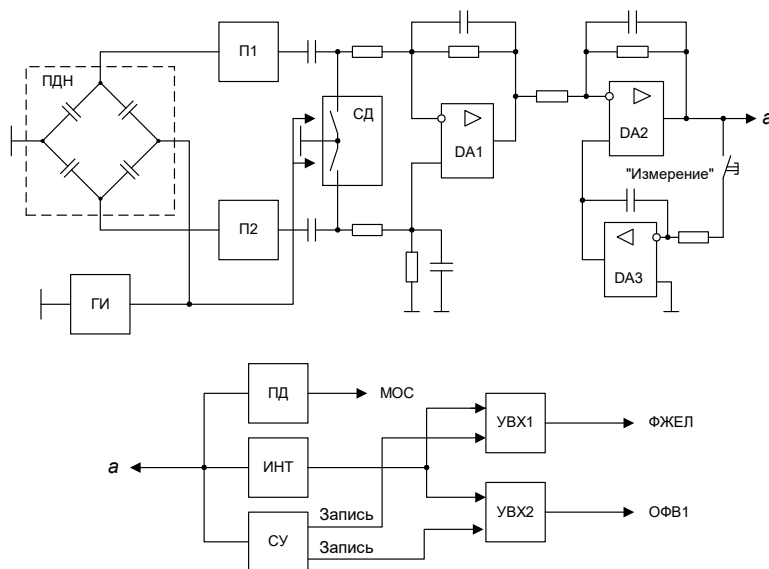 П1
ПДН
СД
DA1
DA2
а
"Измерение"
П2
DA3
ГИ
ПД
МОС
УВХ1
ФЖЕЛ
а
ИНТ
Запись
УВХ2
ОФВ1
СУ
Запись